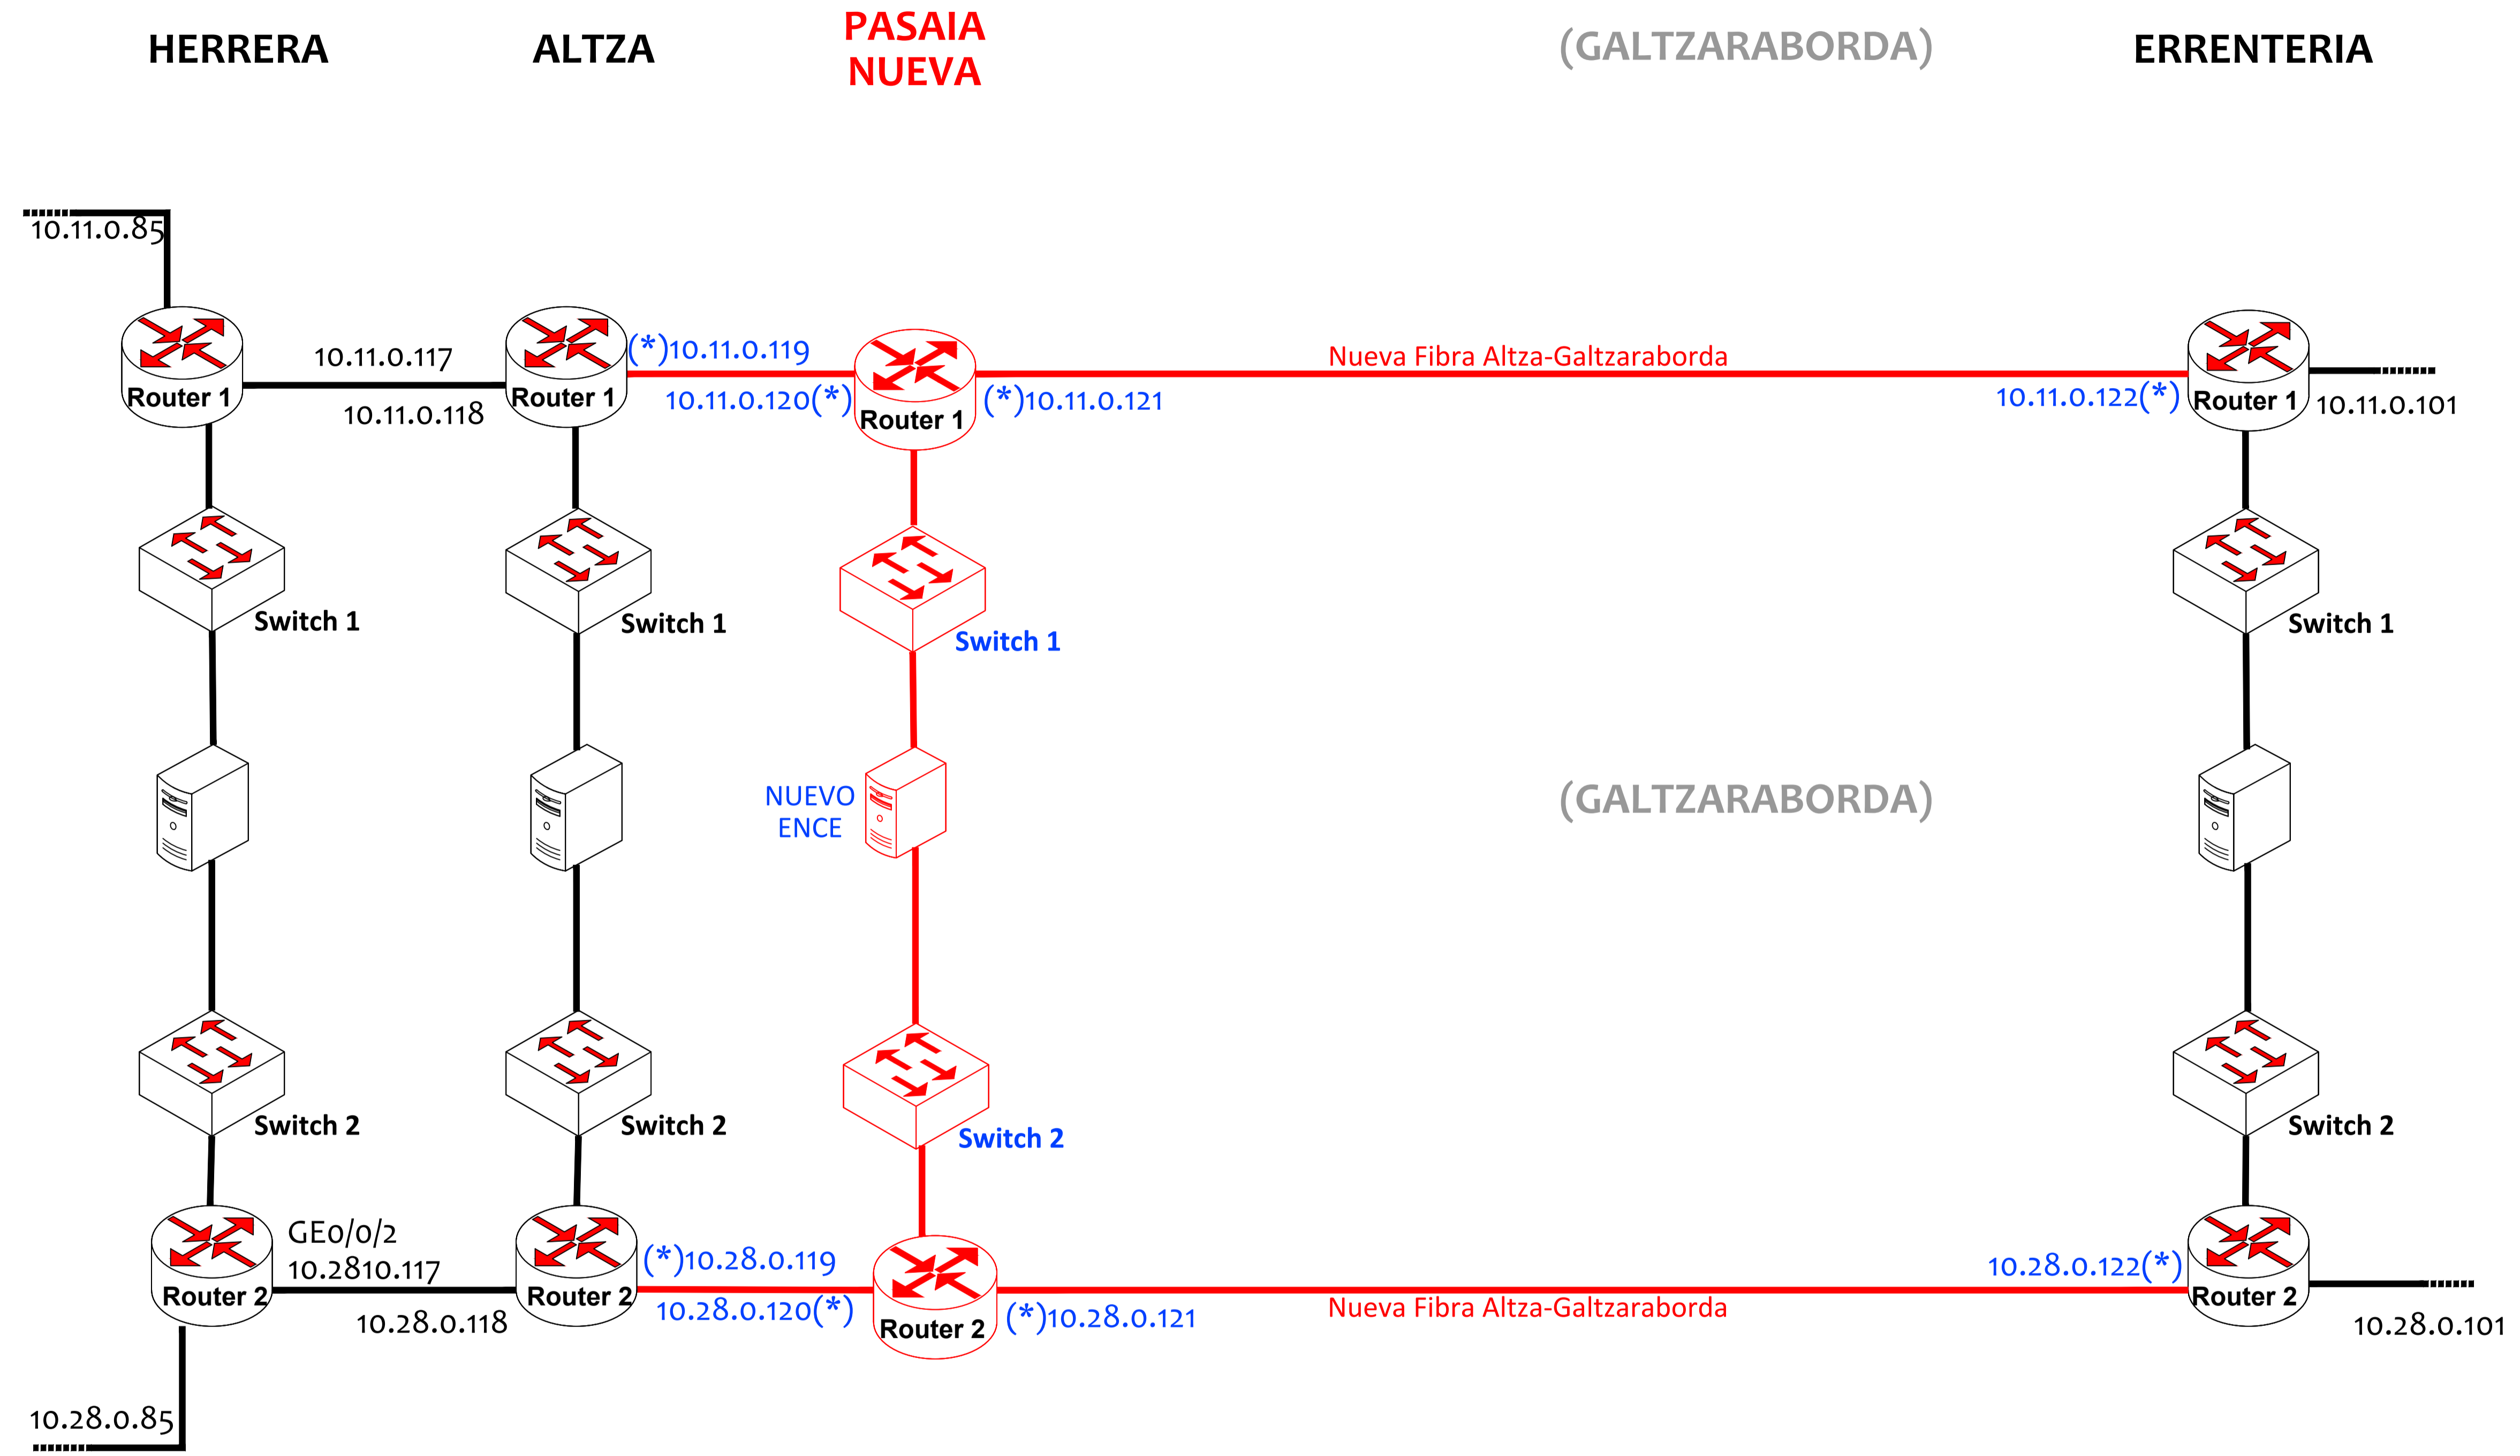 HERRERA
ALTZA
PASAIA
NUEVA
(GALTZARABORDA)
ERRENTERIA
10.11.0.85
Router 1
10.11.0.117
10.11.0.118
Router 1
(*)10.11.0.119
10.11.0.120(*)
Router 1
(*)10.11.0.121
Nueva Fibra Altza-Galtzaraborda
10.11.0.122(*)
Router 1
10.11.0.101
Switch 1
Switch 1
Switch 1
Switch 1
NUEVO
ENCE
(GALTZARABORDA)
Switch 2
Switch 2
Switch 2
Switch 2
GE0/0/2
10.2810.117
Router 2
10.28.0.118
Router 2
(*)10.28.0.119
10.28.0.120(*)
Router 2
(*)10.28.0.121
Nueva Fibra Altza-Galtzaraborda
10.28.0.122(*)
Router 2
10.28.0.101
10.28.0.85